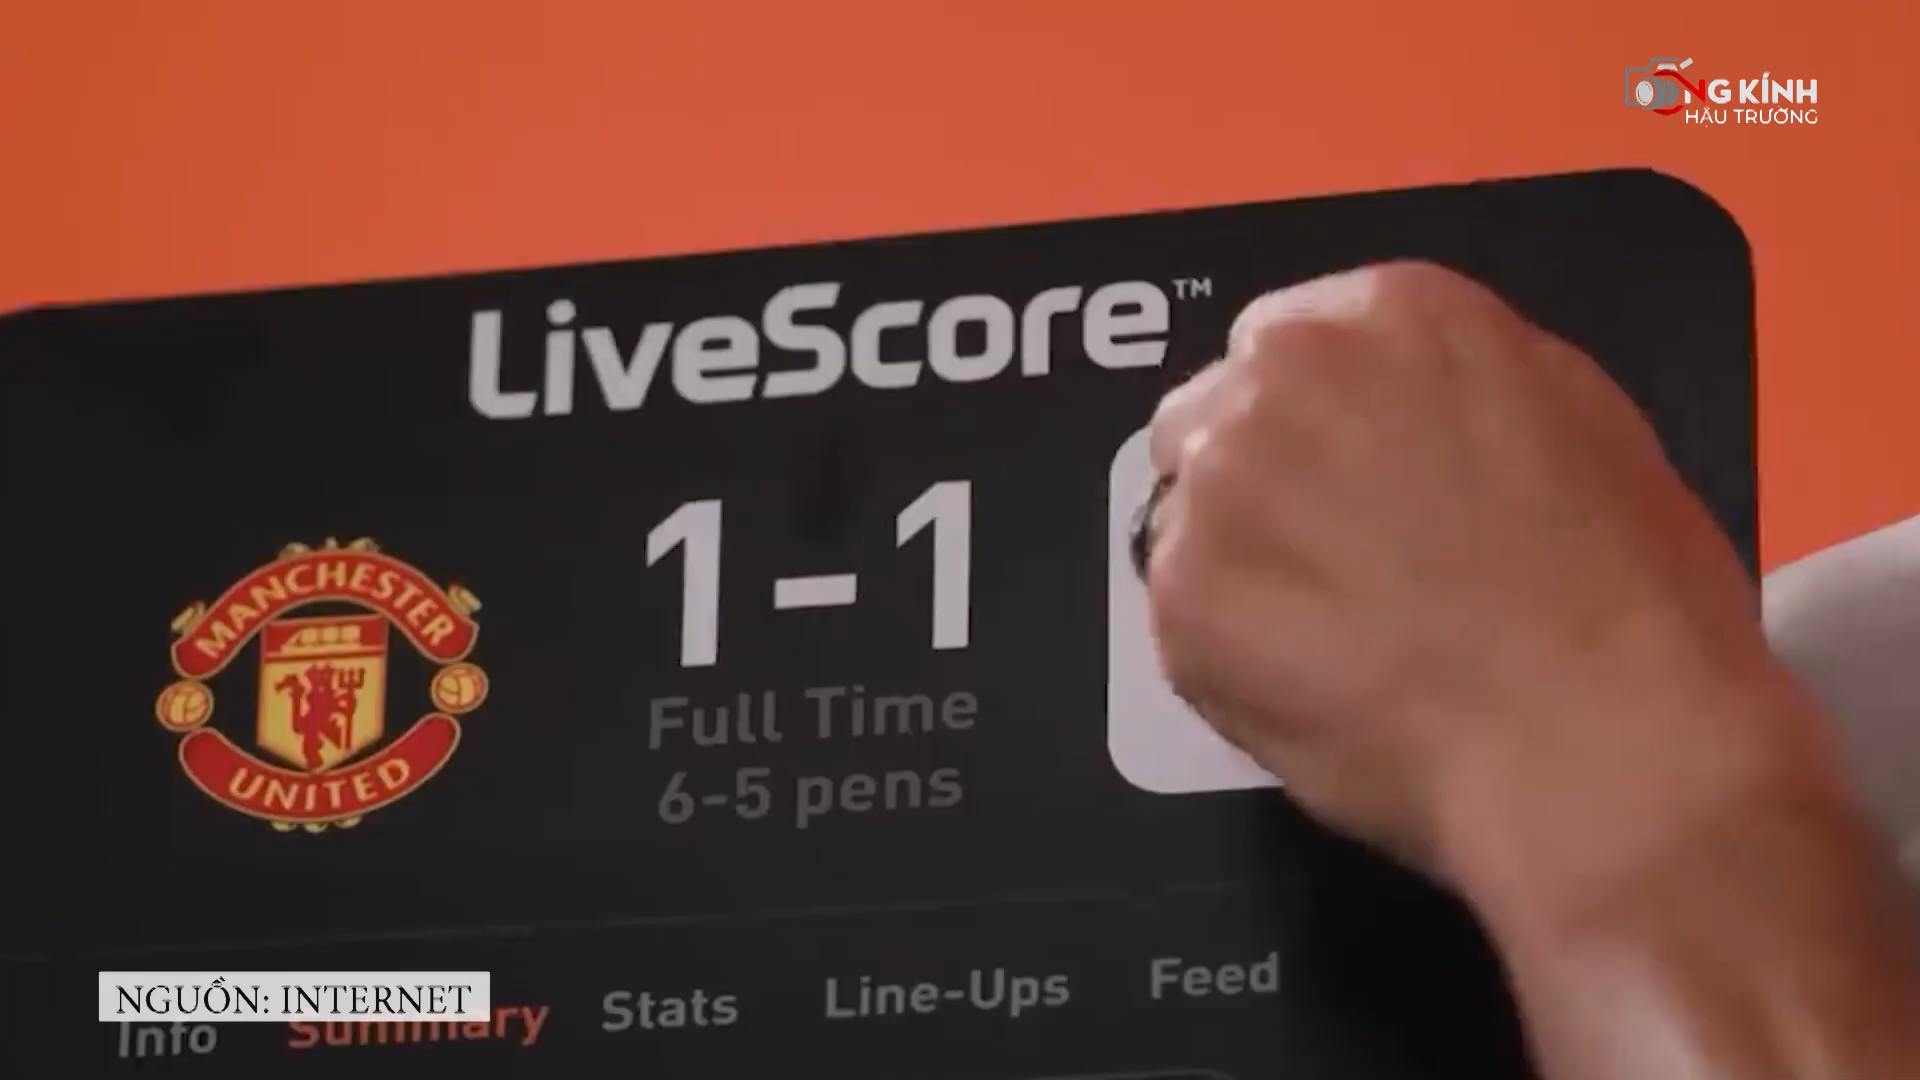 ỐNG KÍNH
HẬU TRƯỜNG
LiveScore™
1-1
MANCHESTER
UNITED
Full Time
6-5 pens
Info
Summary
Stats
Line-Ups
Feed
NGUỒN: INTERNET